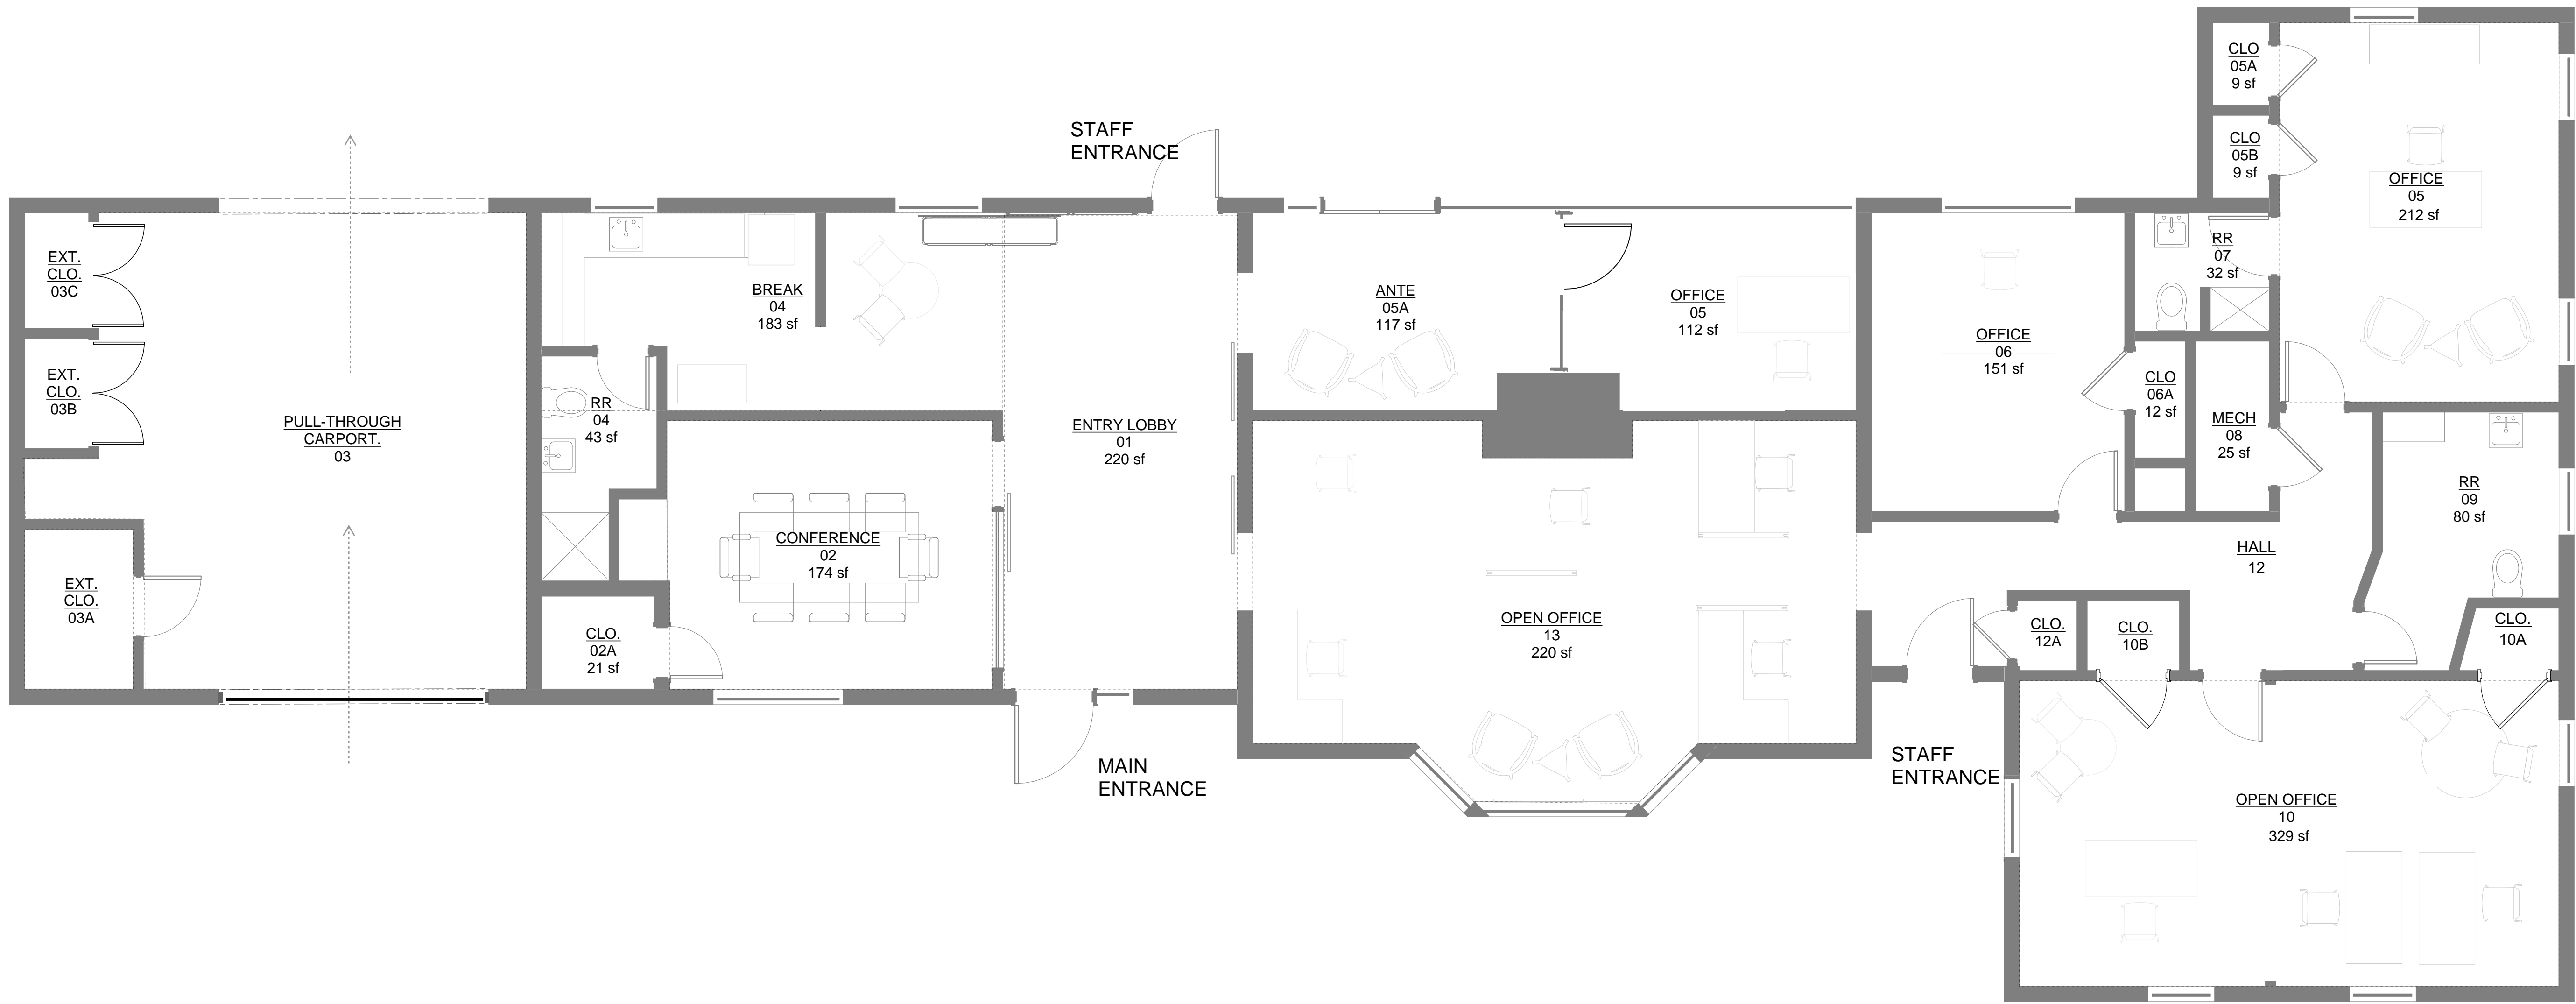 STAFF
ENTRANCE
EXT.
CLO.
03C
EXT.
CLO.
03B
EXT.
CLO.
03A
PULL-THROUGH
CARPORT.
03
BREAK
04
183 sf
RR
04
43 sf
CONFERENCE
02
174 sf
CLO.
02A
21 sf
ENTRY LOBBY
01
220 sf
MAIN
ENTRANCE
ANTE
05A
117 sf
OFFICE
05
112 sf
OPEN OFFICE
13
220 sf
OFFICE
06
151 sf
CLO
06A
12 sf
RR
07
32 sf
MECH
08
25 sf
CLO
05A
9 sf
CLO
05B
9 sf
OFFICE
05
212 sf
RR
09
80 sf
HALL
12
CLO.
12A
CLO.
10B
CLO.
10A
STAFF
ENTRANCE
OPEN OFFICE
10
329 sf